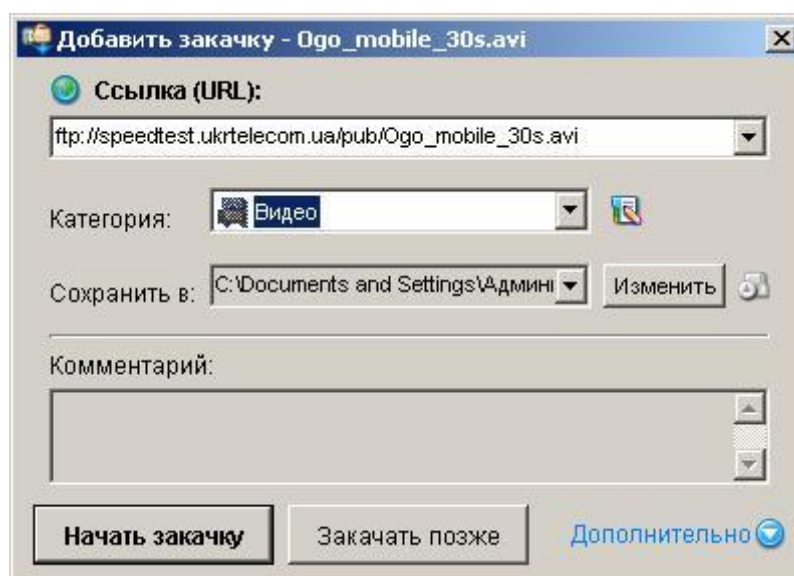 Добавить закачку - Ogo_mobile_30s.avi
Ссылка (URL):
ftp://speedtest.ukrtelecom.ua/pub/Ogo_mobile_30s.avi
Категория: Видео
Сохранить в: C:\Documents and Settings\Админи Изменить
Комментарий:
Начать закачку Закачать позже Дополнительно